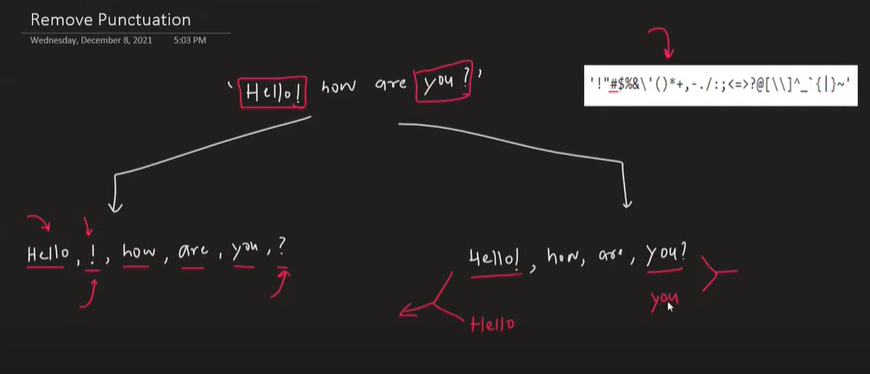 Remove Punctuation
Wednesday, December 8, 2021 5:03 PM
'Hello! how are you?'
'!"#$%&\'()*+,-./:;<=>?@[\\]^_`{|}~'
Hello, !, how, are, you, ?
Hello!, how, are, you?
Hello
you